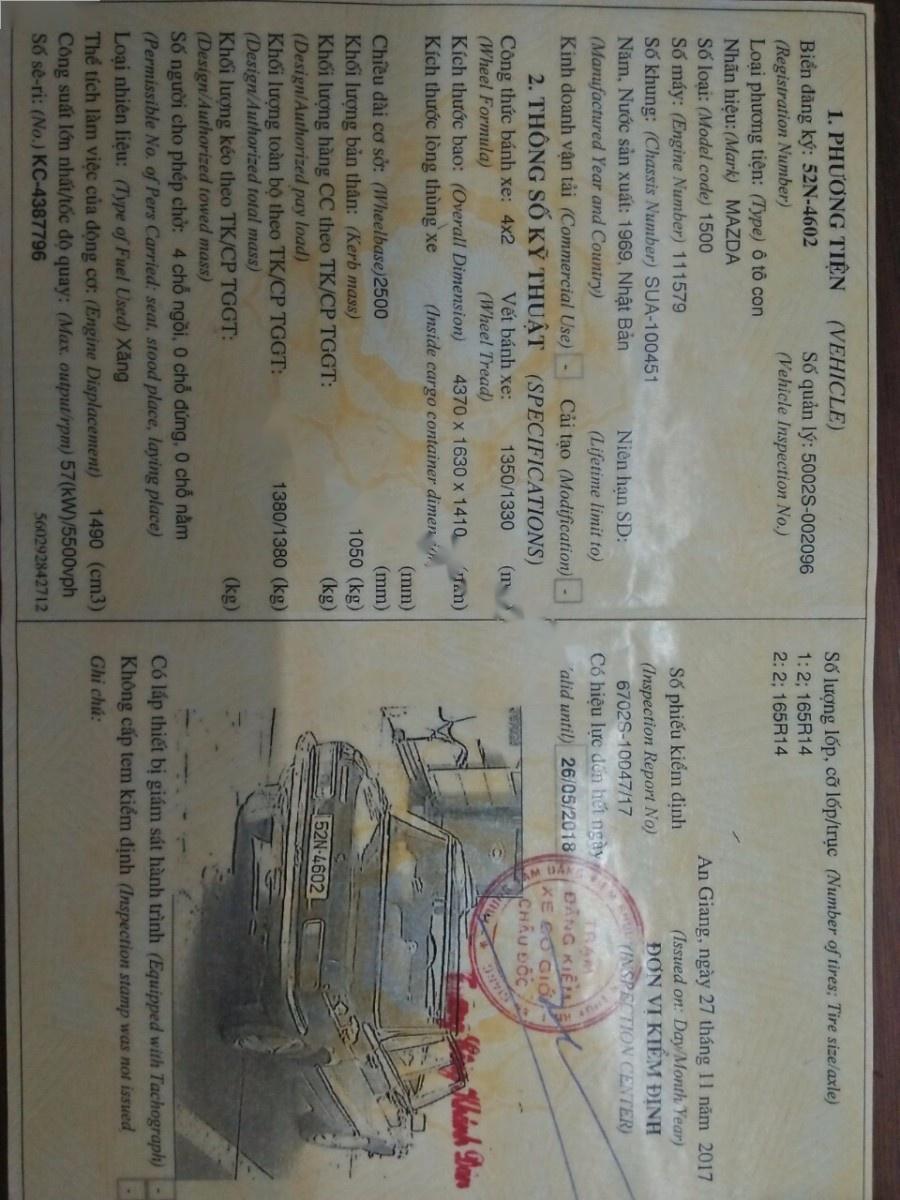 1. PHƯƠNG TIỆN (VEHICLE)
Biển đăng ký: 52N-4602 Số quản lý: 5002S-002096
(Registration Number) (Vehicle Inspection No.)
Loại phương tiện: (Type) ô tô con
Nhãn hiệu: (Mark) MAZDA
Số loại: (Model code) 1500
Số máy: (Engine Number) 111579
Số khung: (Chassis Number) SUA-100451
Năm, Nước sản xuất: 1969, Nhật Bản Niên hạn SD:
(Manufactured Year and Country) (Lifetime limit to)
Kinh doanh vận tải (Commercial Use) - Cải tạo (Modification) -
2. THÔNG SỐ KỸ THUẬT (SPECIFICATIONS)
Công thức bánh xe: 4x2 Vết bánh xe: 1350/1330
(Wheel Formula) (Wheel Tread)
Kích thước bao: (Overall Dimension) 4370 x 1630 x 1410
Kích thước lòng thùng xe (Inside cargo container
(mm)
Chiều dài cơ sở: (Wheelbase) 2500 (mm)
Khối lượng bản thân: (Kerb mass) 1050 (kg)
Khối lượng hàng CC theo TK/CP TGGT: (kg)
(Design/Authorized pay load)
Khối lượng toàn bộ theo TK/CP TGGT: 1380/1380 (kg)
(Design/Authorized total mass)
Khối lượng kéo theo TK/CP TGGT: (kg)
(Design/Authorized towed mass)
Số người cho phép chở: 4 chỗ ngồi, 0 chỗ đứng, 0 chỗ nằm
(Permissible No. of Pers Carried: seat, stood place, laying place)
Loại nhiên liệu: (Type of Fuel Used) Xăng
Thể tích làm việc của động cơ: (Engine Displacement) 1490 (cm3)
Công suất lớn nhất/tốc độ quay: (Max. output/rpm) 57(kW)/5500vph
Số sê-ri: (No.) KC-4387796 560292842712
Số lượng lốp, cỡ lốp/trục (Number of tires; Tire size/axle)
1: 2; 165R14
2: 2; 165R14
An Giang, ngày 27 tháng 11 năm 2017
(Issued on: Day/Month/Year)
Số phiếu kiểm định ĐƠN VỊ KIỂM ĐỊNH
(Inspection Report No) (INSPECTION CENTER)
6702S-10047/17
Có hiệu lực đến hết ngày
until) 26/05/2018
TRẠM
ĐĂNG KIỂM
XE CƠ GIỚI
CHÂU ĐỐC
52N-4602
Có lắp thiết bị giám sát hành trình (Equipped with Tachograph) -
Không cấp tem kiểm định (Inspection stamp was not issued -
Ghi chú: